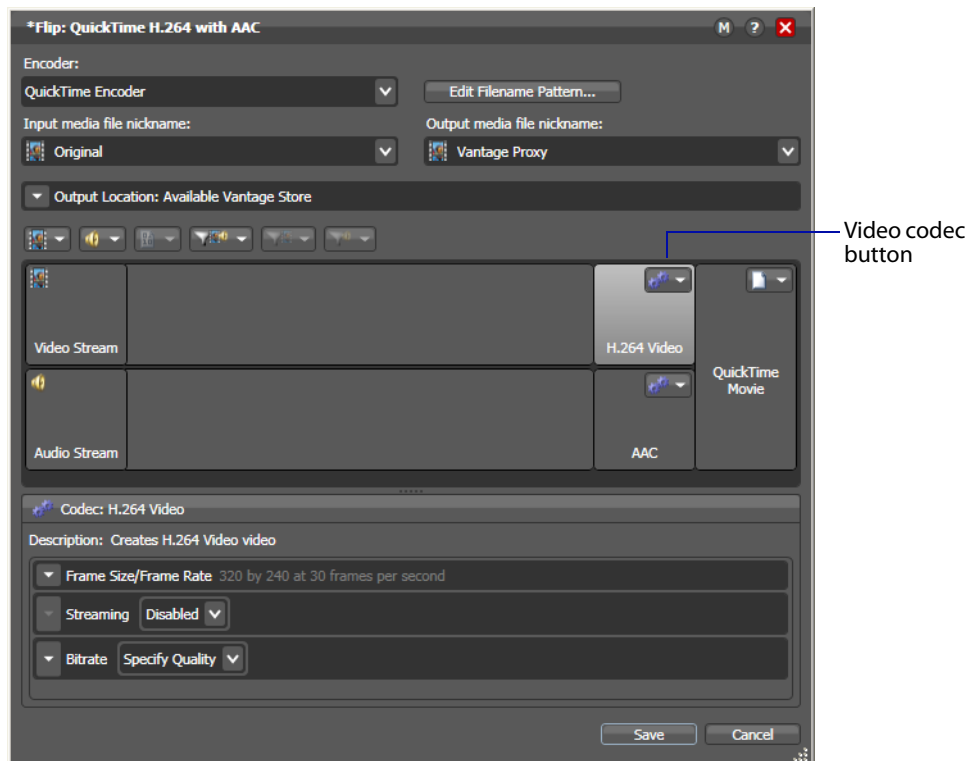 *Flip: QuickTime H.264 with AAC
M ?
Encoder:
QuickTime Encoder
Edit Filename Pattern...
Input media file nickname:
Output media file nickname:
Original
Vantage Proxy
Output Location: Available Vantage Store
Video codec
button
Video Stream
H.264 Video
QuickTime
Movie
Audio Stream
AAC
Codec: H.264 Video
Description: Creates H.264 Video video
Frame Size/Frame Rate 320 by 240 at 30 frames per second
Streaming Disabled
Bitrate Specify Quality
Save
Cancel